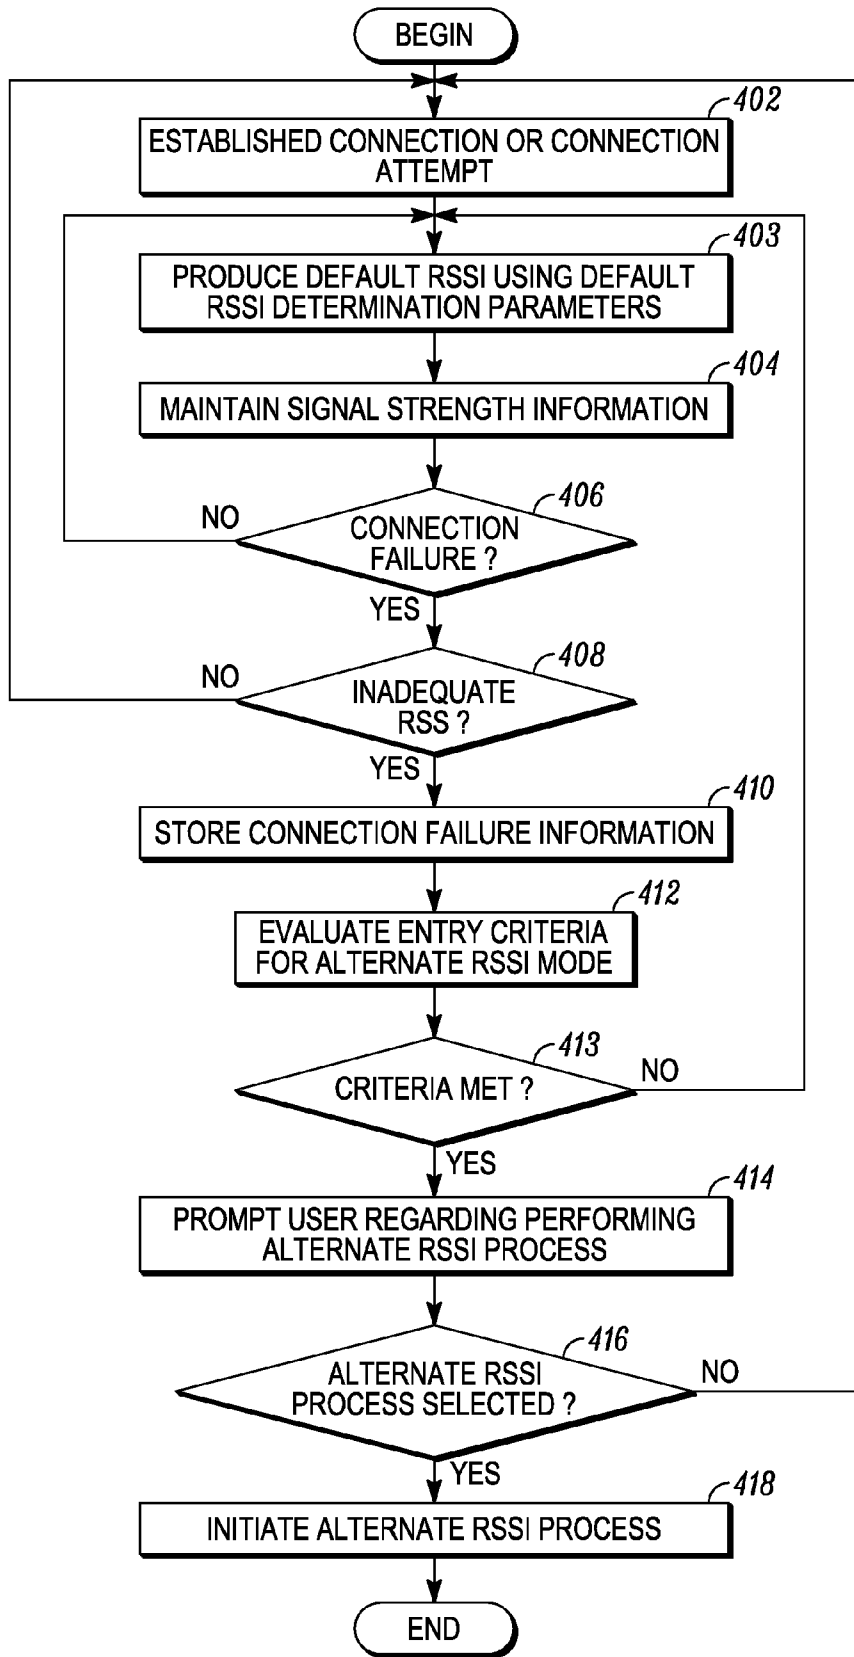 BEGIN
402
ESTABLISHED CONNECTION OR CONNECTION
ATTEMPT
403
PRODUCE DEFAULT RSSI USING DEFAULT
RSSI DETERMINATION PARAMETERS
404
MAINTAIN SIGNAL STRENGTH INFORMATION
406
NO
CONNECTION
FAILURE ?
YES
408
NO
INADEQUATE
RSS ?
YES
410
STORE CONNECTION FAILURE INFORMATION
412
EVALUATE ENTRY CRITERIA
FOR ALTERNATE RSSI MODE
413
CRITERIA MET ?
NO
YES
414
PROMPT USER REGARDING PERFORMING
ALTERNATE RSSI PROCESS
416
ALTERNATE RSSI
PROCESS SELECTED ?
NO
YES
418
INITIATE ALTERNATE RSSI PROCESS
END